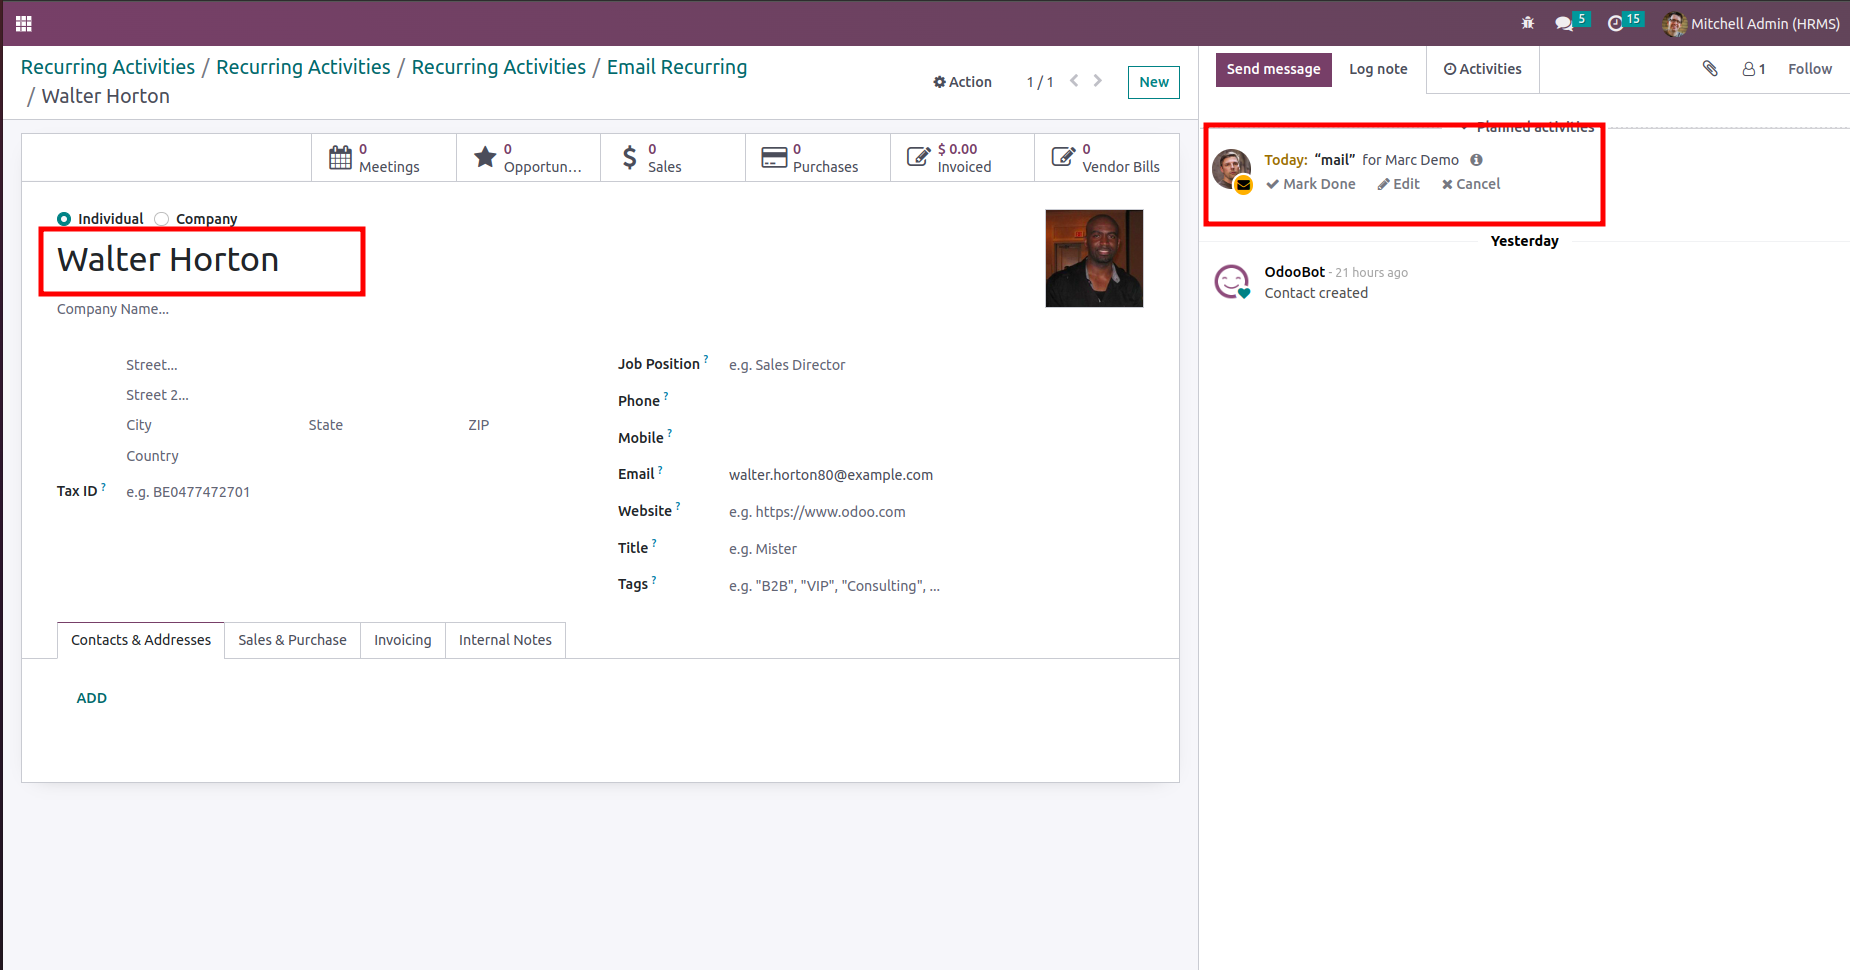 5 15 Mitchell Admin (HRMS)
Recurring Activities / Recurring Activities / Recurring Activities / Email Recurring
/ Walter Horton
Action 1 / 1 New
Send message Log note Activities 1 Follow
0 Meetings
0 Opportun...
0 Sales
0 Purchases
$ 0.00 Invoiced
0 Vendor Bills
Individual Company
Walter Horton
Company Name...
Street...
Street 2...
City State ZIP
Country
Tax ID ? e.g. BE0477472701
Job Position ? e.g. Sales Director
Phone ?
Mobile ?
Email ? walter.horton80@example.com
Website ? e.g. https://www.odoo.com
Title ? e.g. Mister
Tags ? e.g. "B2B", "VIP", "Consulting", ...
Contacts & Addresses Sales & Purchase Invoicing Internal Notes
ADD
Planned activities
Today: “mail” for Marc Demo
Mark Done Edit Cancel
Yesterday
OdooBot - 21 hours ago
Contact created